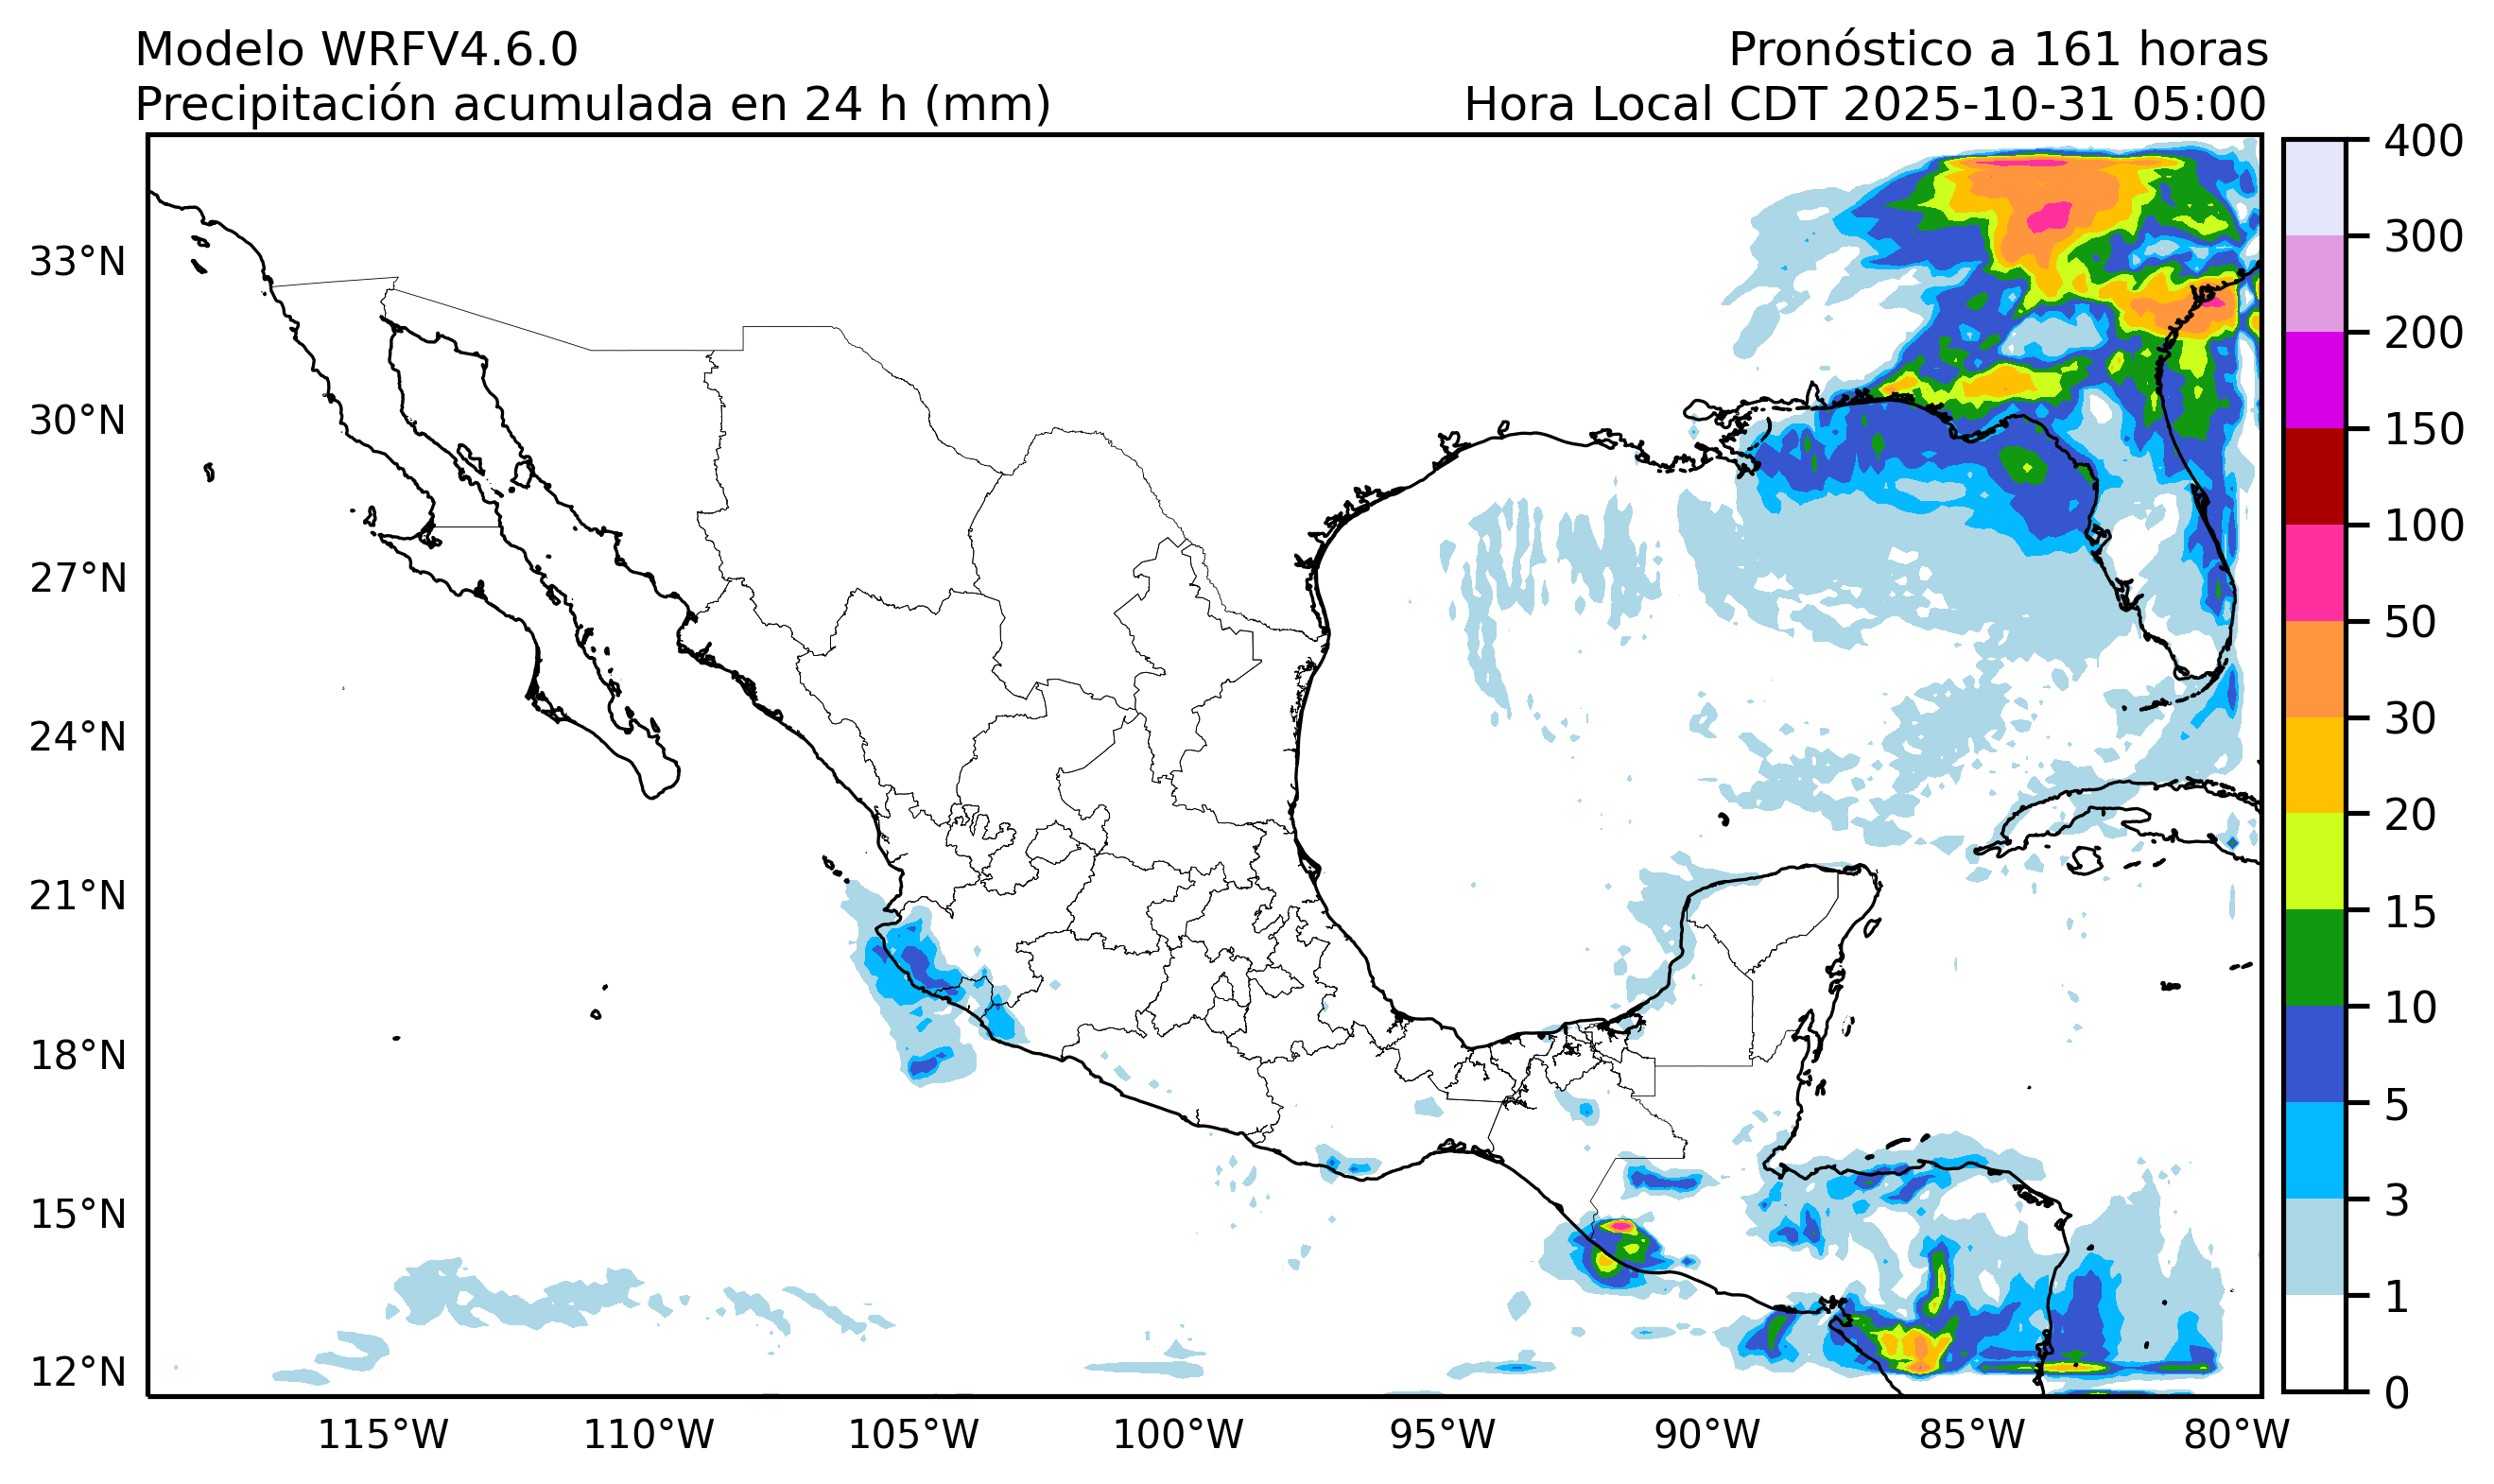 Modelo WRFV4.6.0
Pronóstico a 161 horas
Precipitación acumulada en 24 h (mm)
Hora Local CDT 2025-10-31 05:00
33°N
30°N
27°N
24°N
21°N
18°N
15°N
12°N
115°W
110°W
105°W
100°W
95°W
90°W
85°W
80°W
400
300
200
150
100
50
30
20
15
10
5
3
1
0